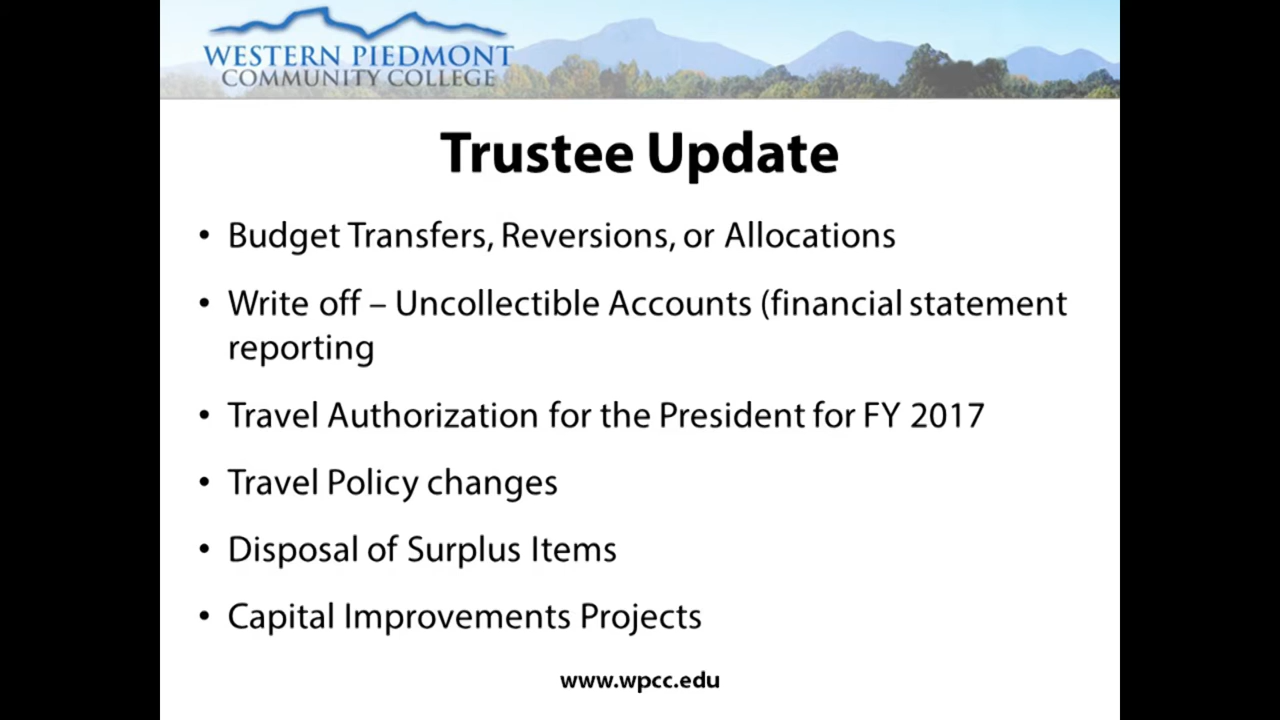 WESTERN PIEDMONT
COMMUNITY COLLEGE
Trustee Update
• Budget Transfers, Reversions, or Allocations
• Write off – Uncollectible Accounts (financial statement
reporting
• Travel Authorization for the President for FY 2017
• Travel Policy changes
• Disposal of Surplus Items
• Capital Improvements Projects
www.wpcc.edu